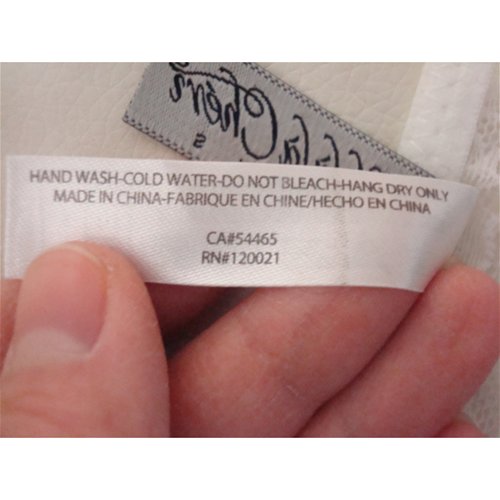 HAND WASH-COLD WATER-DO NOT BLEACH-HANG DRY ONLY
MADE IN CHINA-FABRIQUE EN CHINE/HECHO EN CHINA
CA#54465
RN#120021